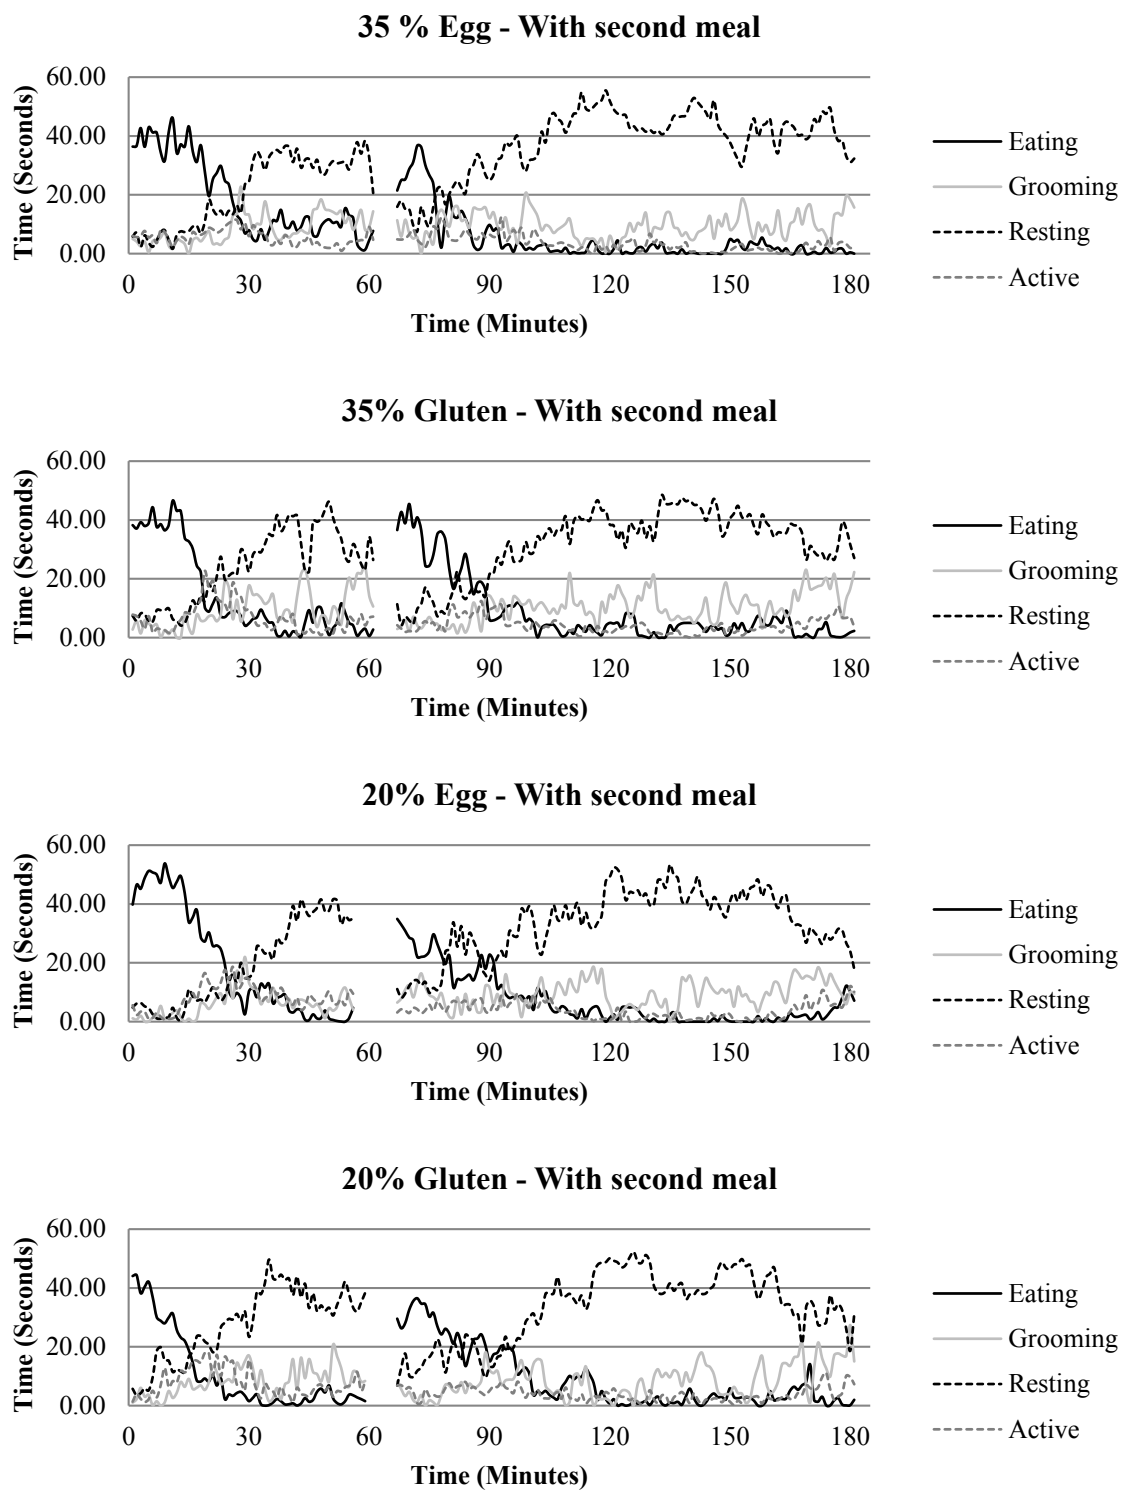 35 % Egg - With second meal
Time (Seconds)
60.00
40.00
20.00
0.00
0 30 60 90 120 150 180
Time (Minutes)
Eating
Grooming
Resting
Active
35% Gluten - With second meal
Time (Seconds)
60.00
40.00
20.00
0.00
0 30 60 90 120 150 180
Time (Minutes)
Eating
Grooming
Resting
Active
20% Egg - With second meal
Time (Seconds)
60.00
40.00
20.00
0.00
0 30 60 90 120 150 180
Time (Minutes)
Eating
Grooming
Resting
Active
20% Gluten - With second meal
Time (Seconds)
60.00
40.00
20.00
0.00
0 30 60 90 120 150 180
Time (Minutes)
Eating
Grooming
Resting
Active